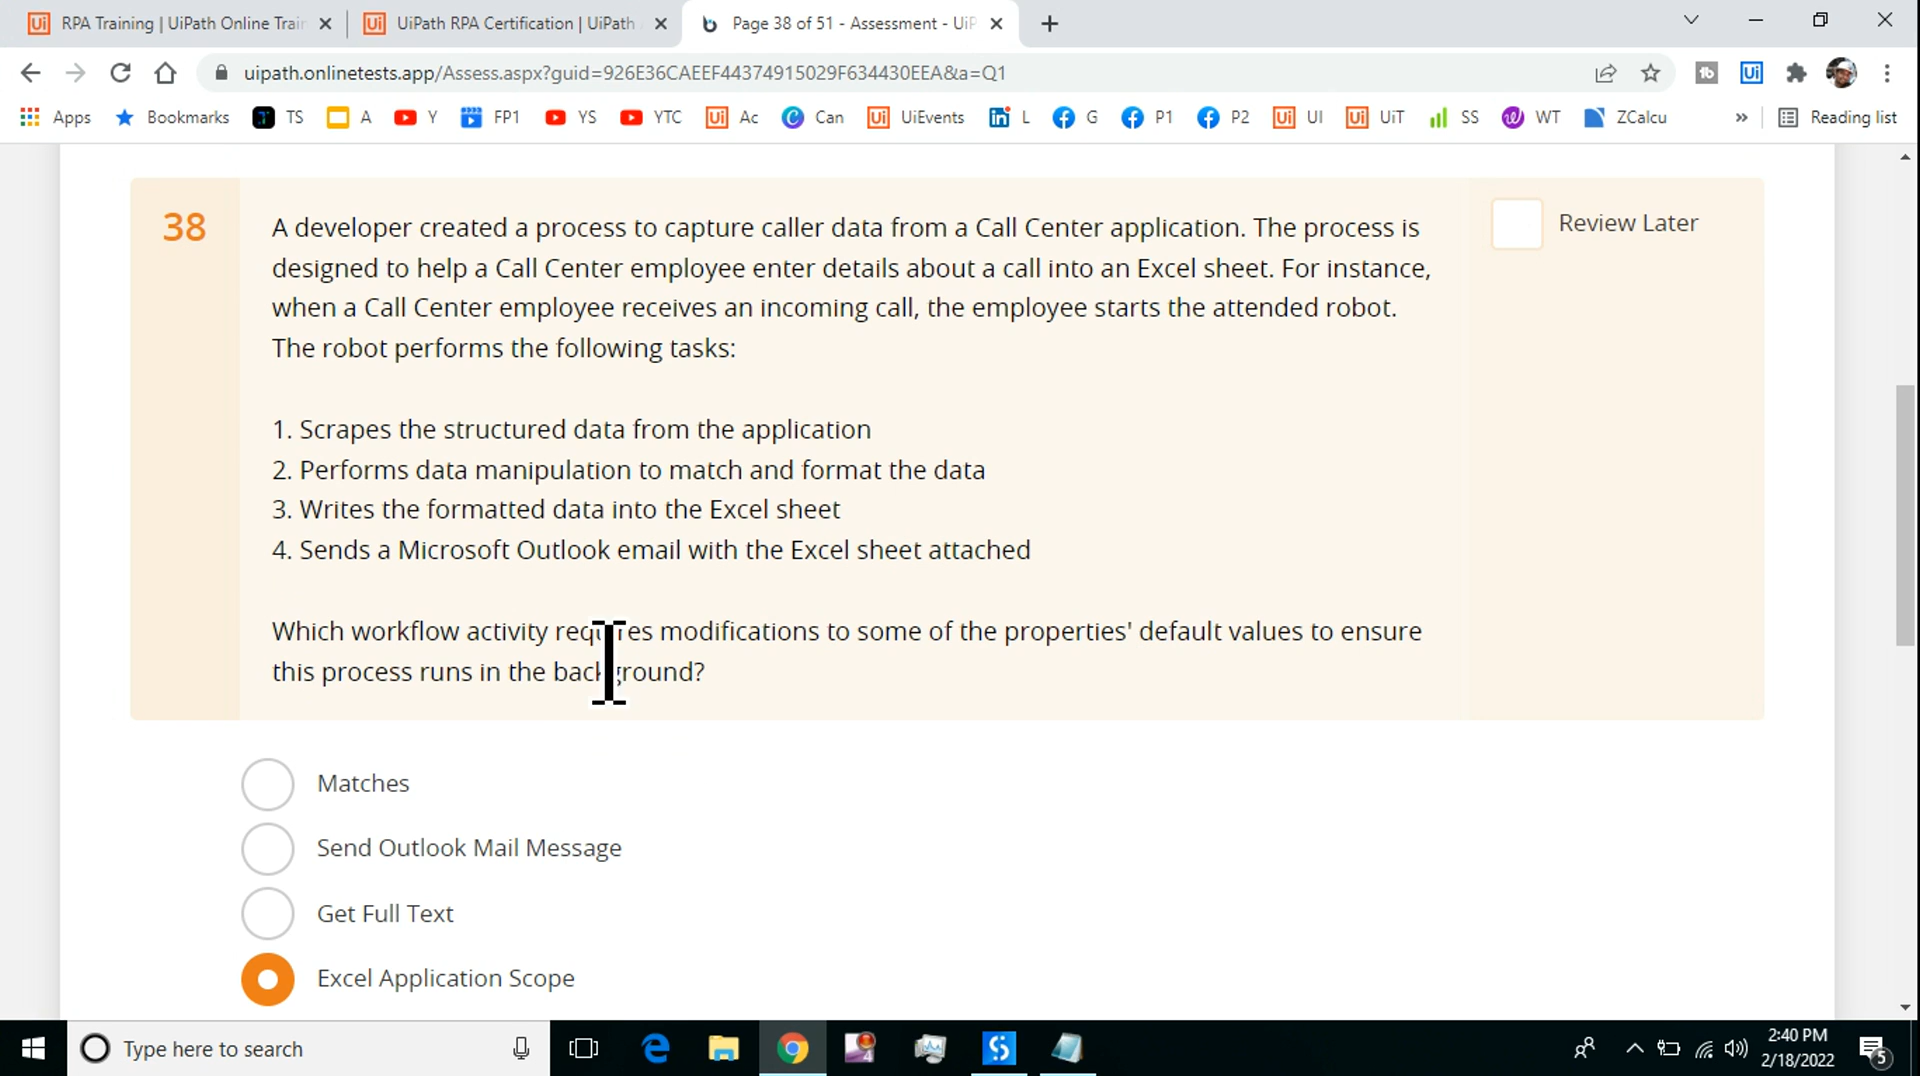 RPA Training | UiPath Online Train
UiPath RPA Certification | UiPath
Page 38 of 51 - Assessment - UiP
uipath.onlinetests.app/Assess.aspx?guid=926E36CAEEF44374915029F634430EEA&a=Q1
Apps Bookmarks TS A Y FP1 YS YTC Ac Can UiEvents L G P1 P2 UI UiT SS WT ZCalcu » Reading list
38
Review Later
A developer created a process to capture caller data from a Call Center application. The process is
designed to help a Call Center employee enter details about a call into an Excel sheet. For instance,
when a Call Center employee receives an incoming call, the employee starts the attended robot.
The robot performs the following tasks:
1. Scrapes the structured data from the application
2. Performs data manipulation to match and format the data
3. Writes the formatted data into the Excel sheet
4. Sends a Microsoft Outlook email with the Excel sheet attached
Which workflow activity requires modifications to some of the properties' default values to ensure
this process runs in the background?
Matches
Send Outlook Mail Message
Get Full Text
Excel Application Scope
Type here to search
2:40 PM
2/18/2022
5